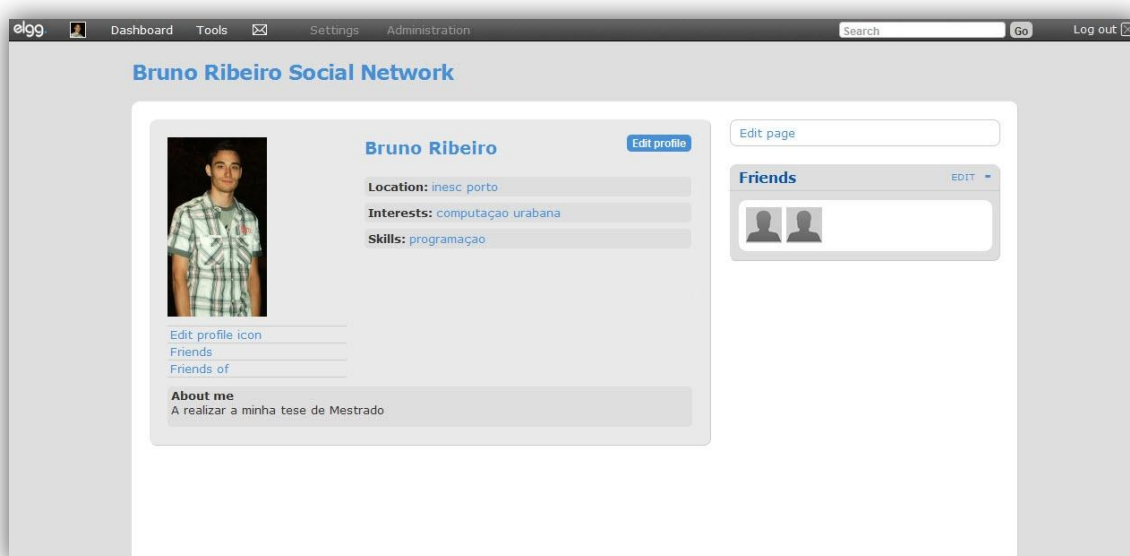 elgg. Dashboard Tools Settings Administration Search Go Log out
Bruno Ribeiro Social Network
Bruno Ribeiro
Edit profile
Location: inesc porto
Interests: computaçao urabana
Skills: programaçao
Edit profile icon
Friends
Friends of
About me
A realizar a minha tese de Mestrado
Edit page
Friends EDIT -